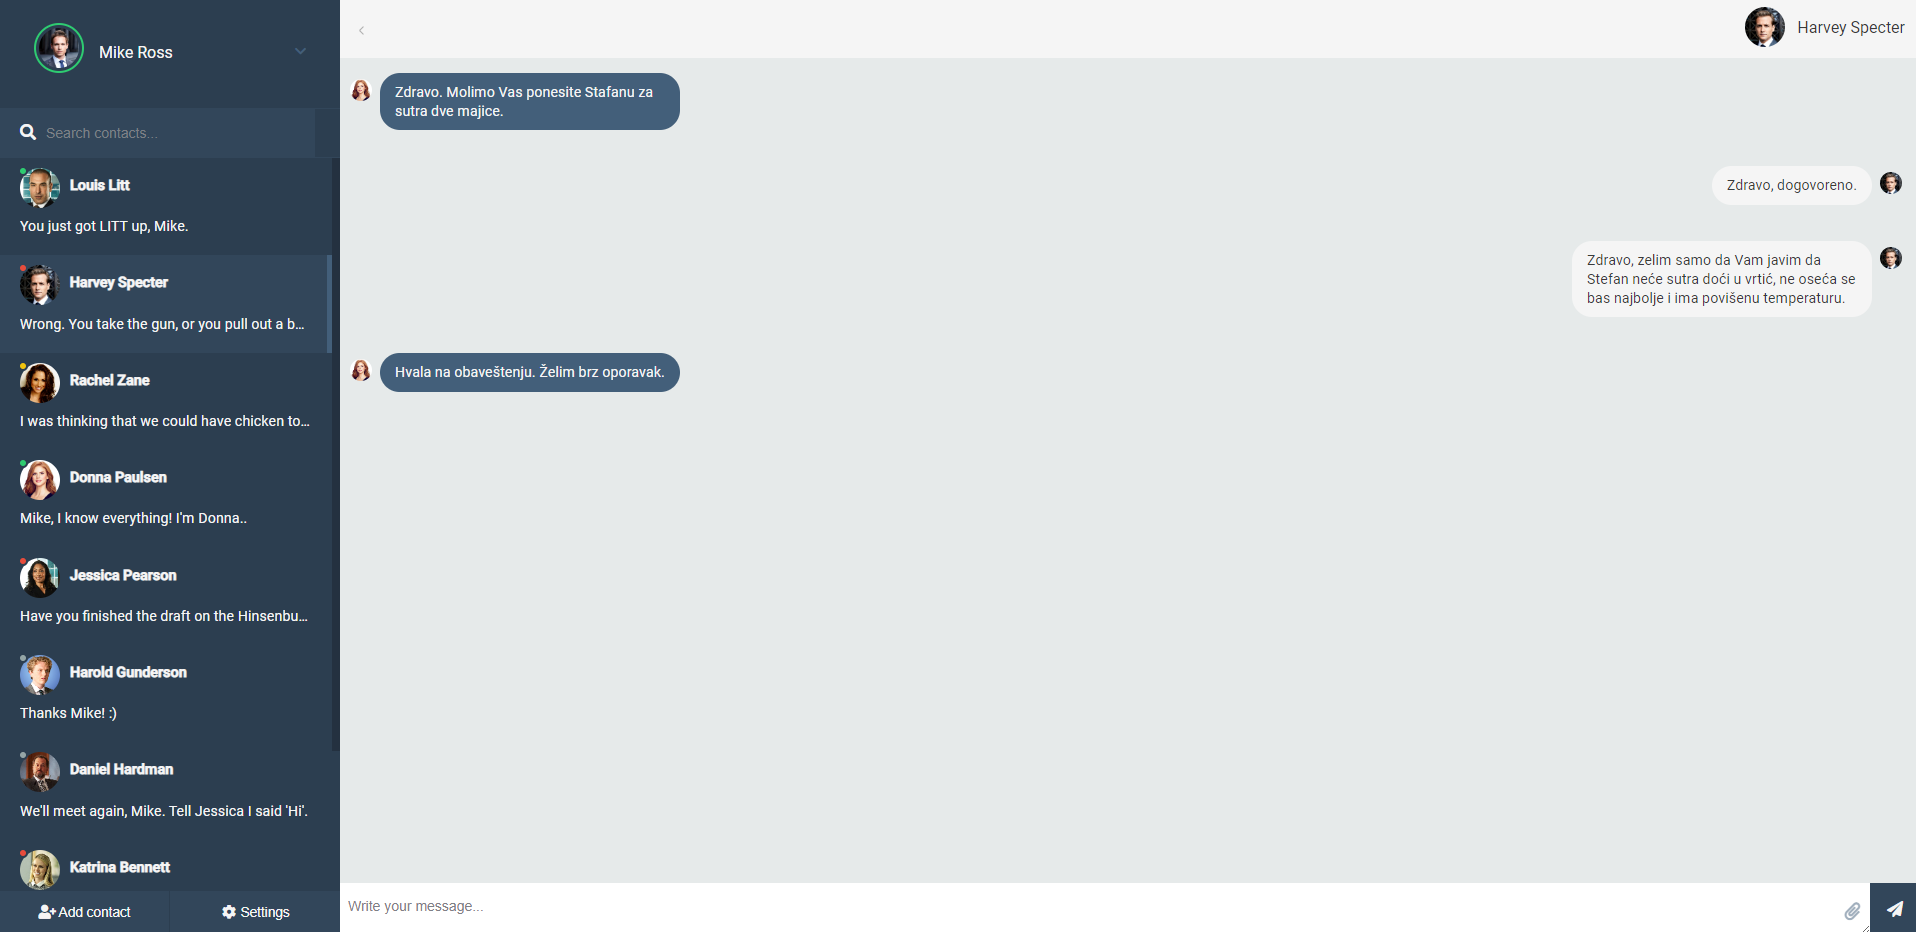 Mike Ross
Search contacts...
Louis Litt
You just got LITT up, Mike.
Harvey Specter
Wrong. You take the gun, or you pull out a b...
Rachel Zane
I was thinking that we could have chicken to...
Donna Paulsen
Mike, I know everything! I'm Donna..
Jessica Pearson
Have you finished the draft on the Hinsenbu...
Harold Gunderson
Thanks Mike! :)
Daniel Hardman
We'll meet again, Mike. Tell Jessica I said 'Hi'.
Katrina Bennett
Add contact
Settings
Harvey Specter
Zdravo. Molimo Vas ponesite Stafanu za
sutra dve majice.
Zdravo, dogovoreno.
Zdravo, zelim samo da Vam javim da
Stefan neće sutra doći u vrtić, ne oseća se
bas najbolje i ima povišenu temperaturu.
Hvala na obaveštenju. Želim brz oporavak.
Write your message...